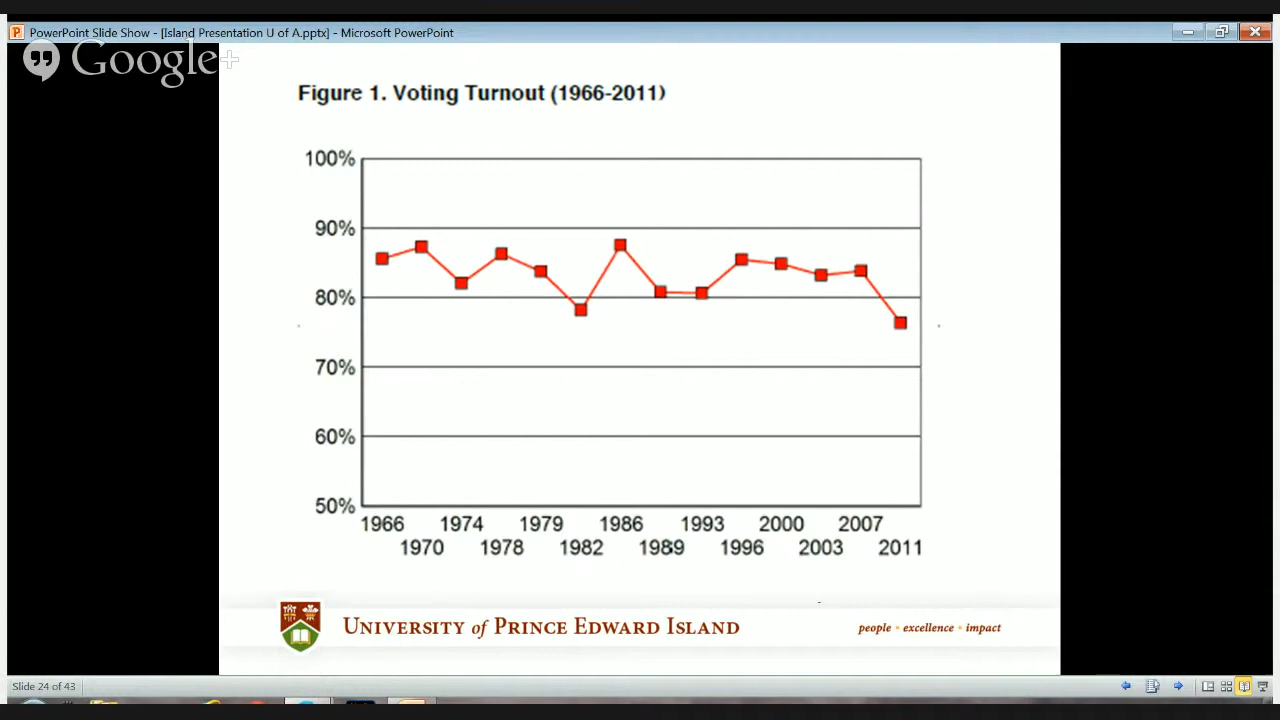 PowerPoint Slide Show - [Island Presentation U of A.pptx] - Microsoft PowerPoint
Google+
Figure 1. Voting Turnout (1966-2011)
100%
90%
80%
70%
60%
50%
1966 1974 1979 1986 1993 2000 2007
1970 1978 1982 1989 1996 2003 2011
UNIVERSITY of PRINCE EDWARD ISLAND
people • excellence • impact
Slide 24 of 43